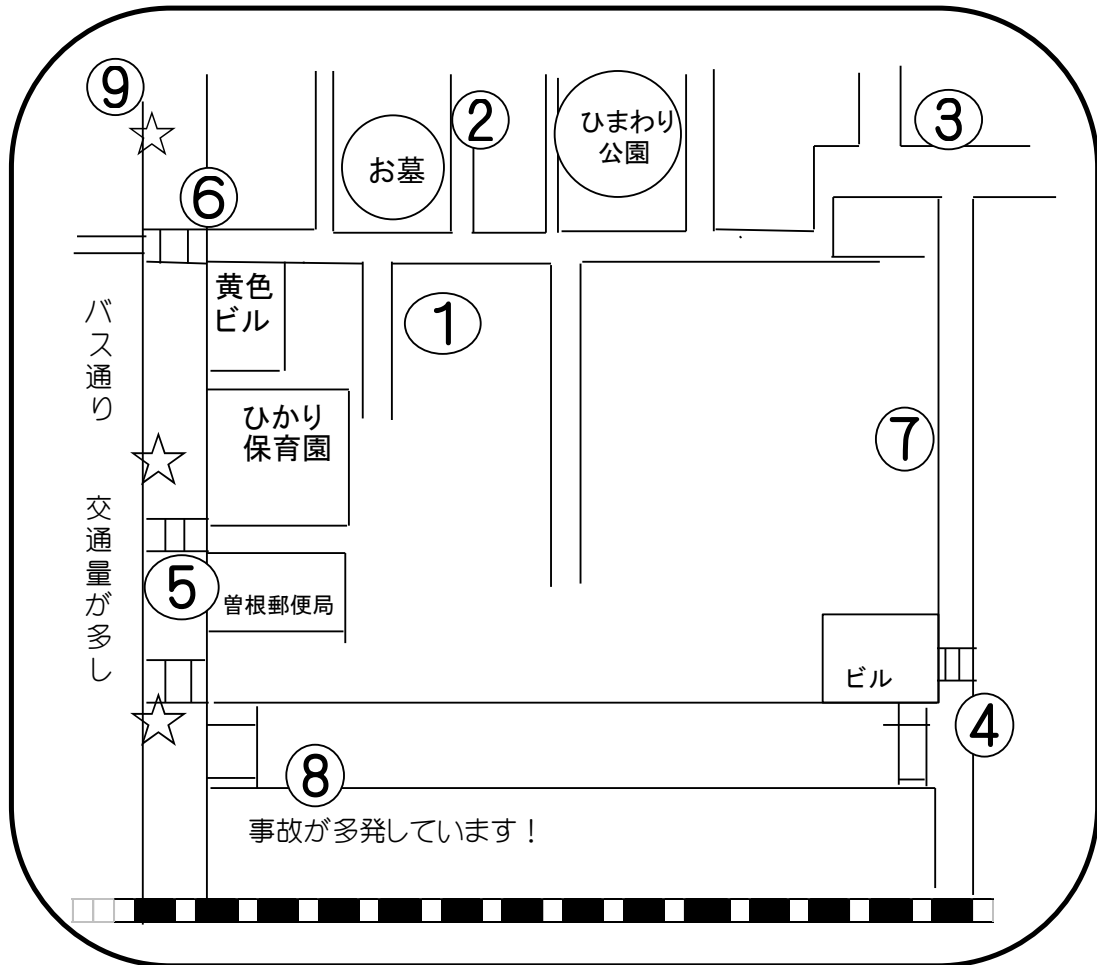 ⑨
②
ひまわり
公園
③
お墓
⑥
黄色
ビル
①
バス通り
ひかり
保育園
⑦
交通量が多し
⑤
曽根郵便局
ビル
④
⑧
事故が多発しています！